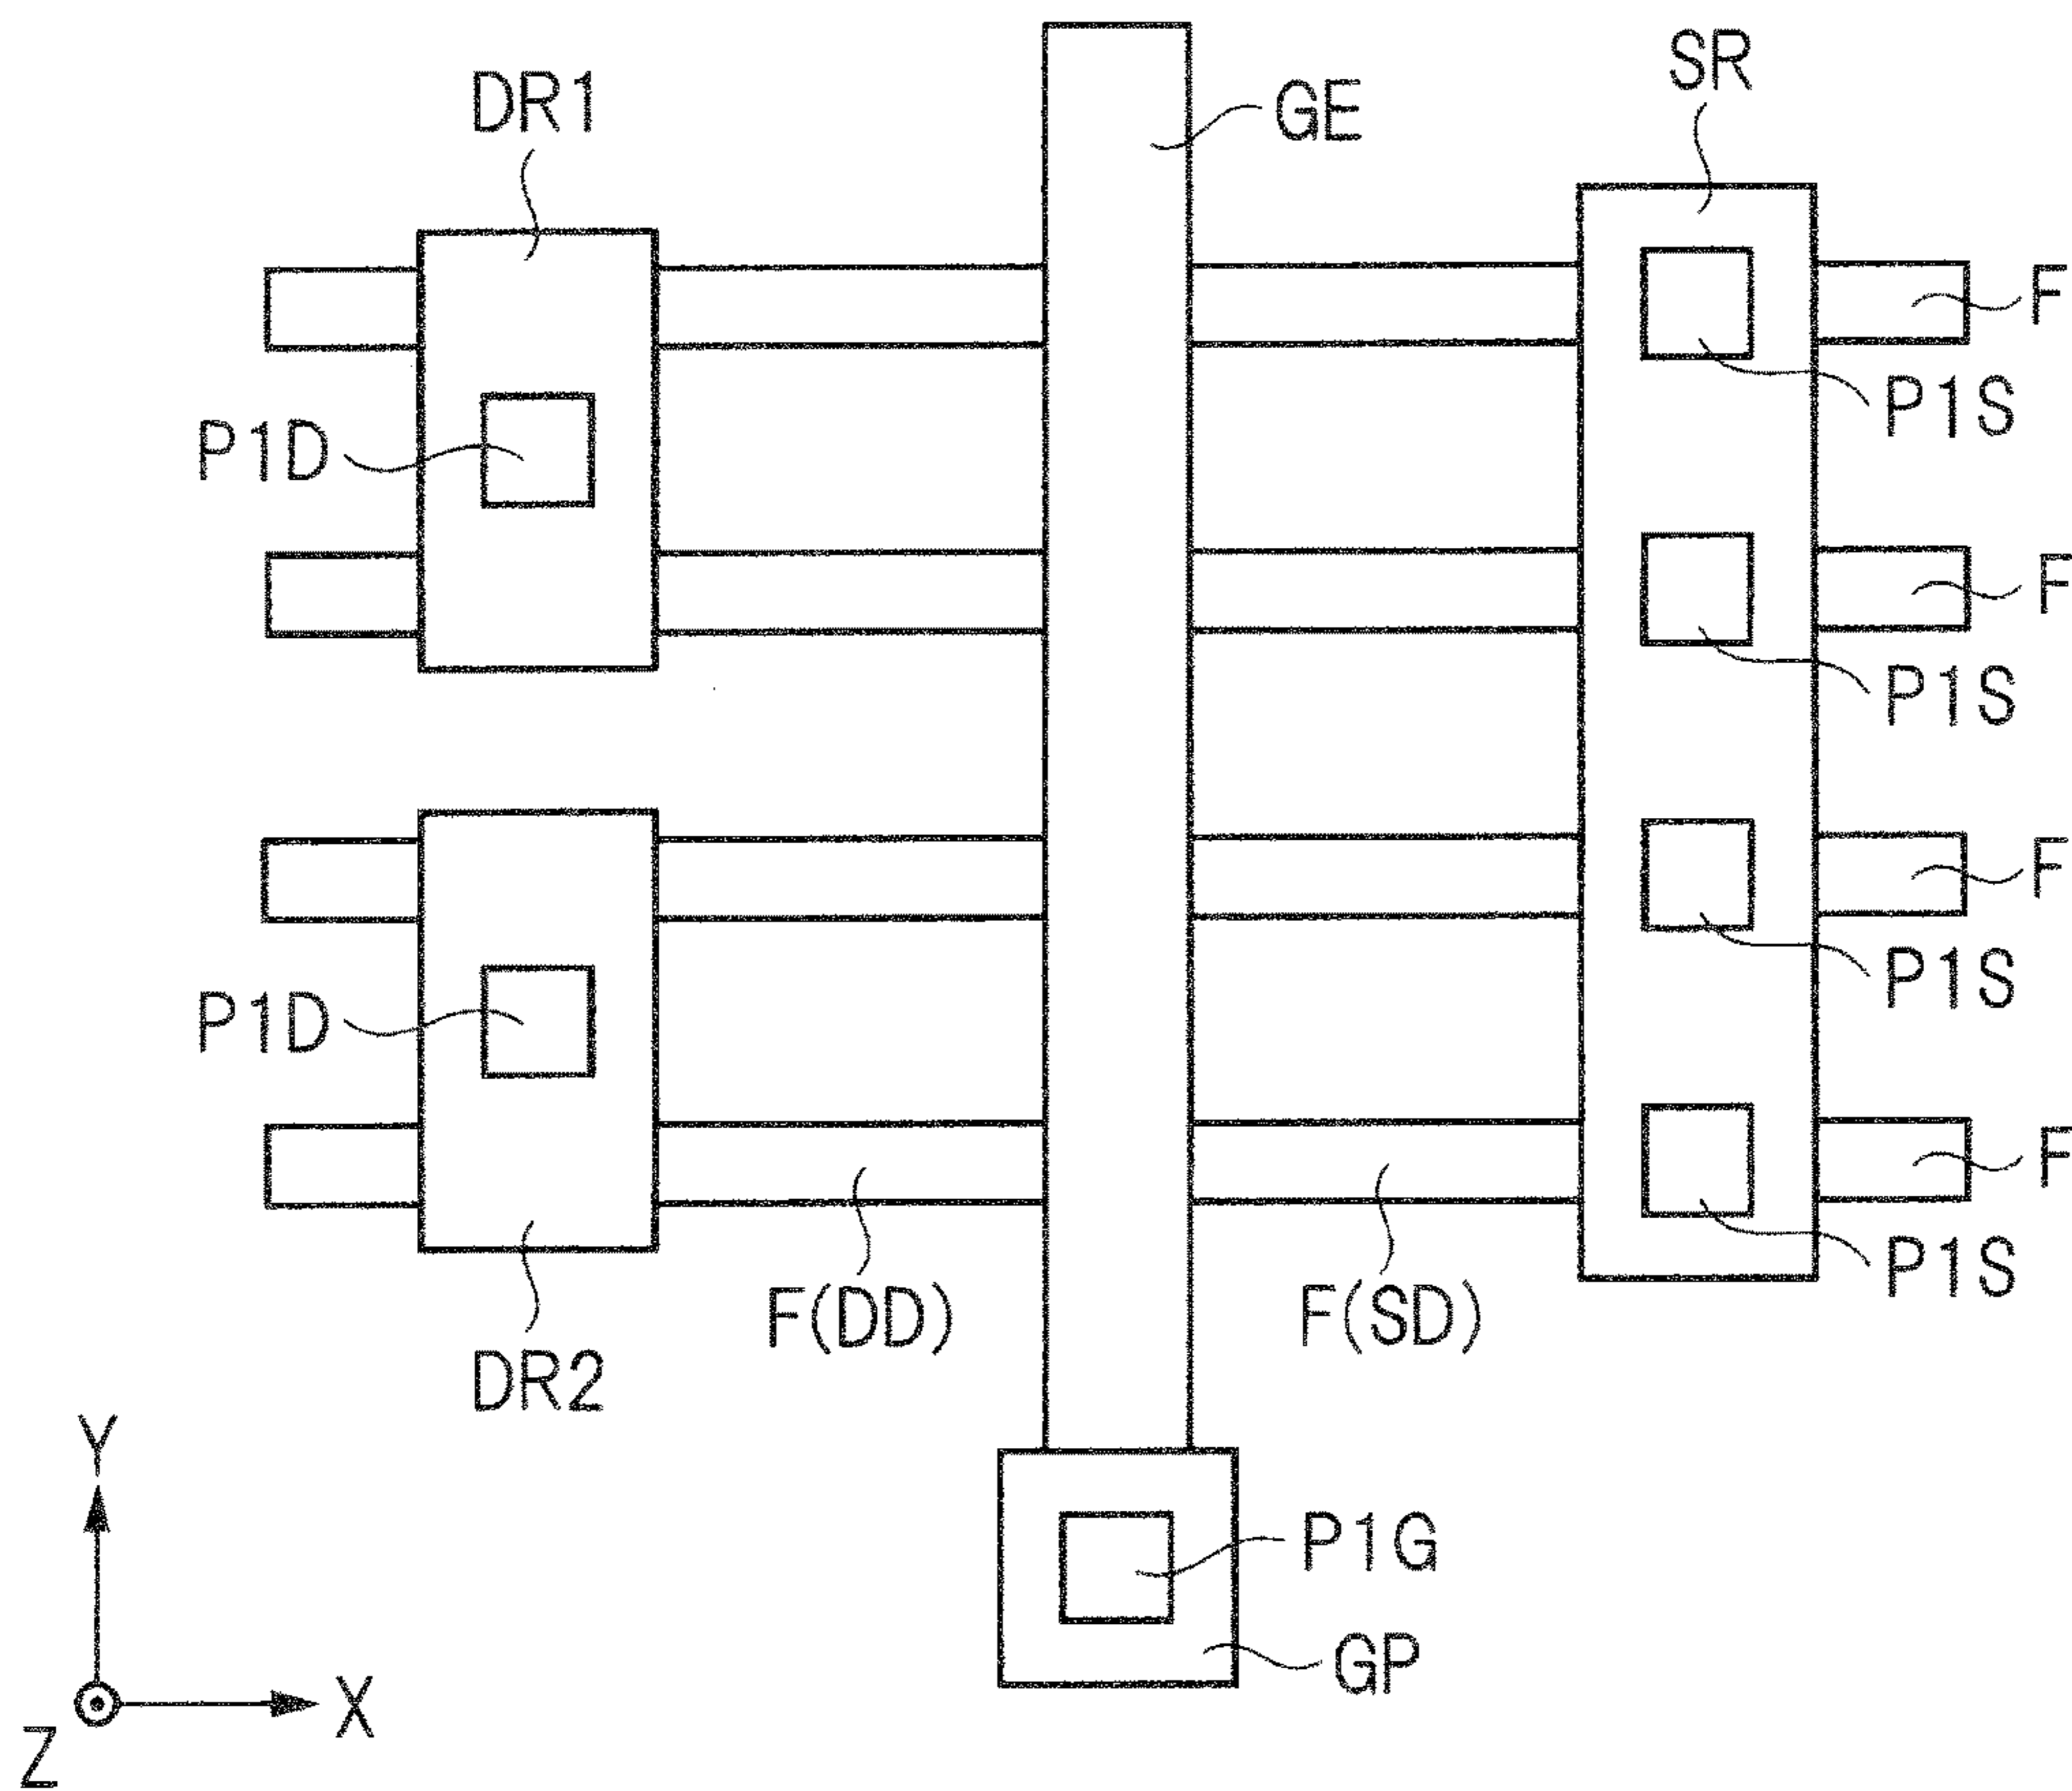 SR
DR1
GE
F
P1S
P1D
F
P1S
F
P1S
P1D
F
P1S
F(DD)
F(SD)
DR2
Y
P1G
GP
X
Z